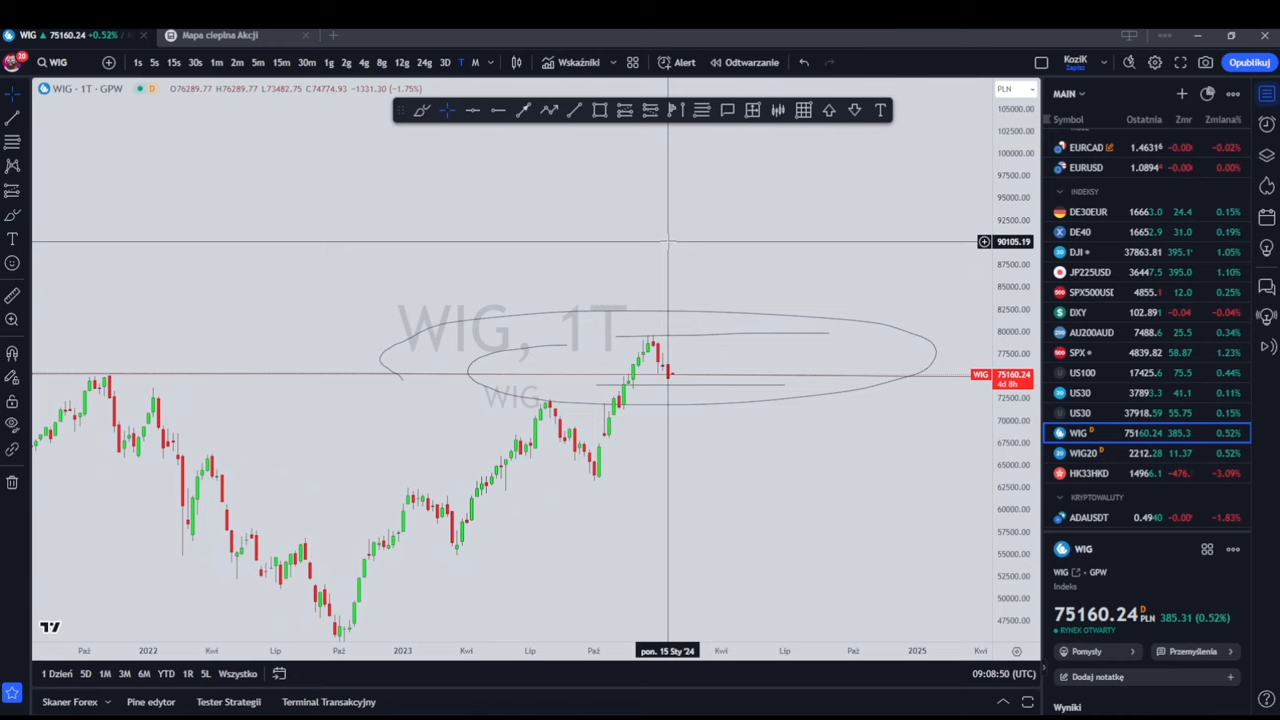 WIG 75160.24 +0.52% /
Mapa cieplna Akcji
20
WIG
1s 5s 15s 30s 1m 2m 5m 15m 30m 1g 2g 4g 8g 12g 24g 3D T M
Wskaźniki
Alert
Odtwarzanie
KoziK
Zapisz
Opublikuj
WIG · 1T · GPW D O76289.77 H76289.77 L73482.75 C74774.93 −1331.30 (−1.75%)
T
WIG, 1T
WIG
PLN
105000.00
102500.00
100000.00
97500.00
95000.00
92500.00
90105.19
87500.00
85000.00
82500.00
80000.00
77500.00
WIG 75160.24
4d 8h
72500.00
70000.00
67500.00
65000.00
62500.00
60000.00
57500.00
55000.00
52500.00
50000.00
47500.00
Paź 2022 Kwi Lip Paź 2023 Kwi Lip Paź pon. 15 Sty '24 Kwi Lip Paź 2025 Kwi
1 Dzień 5D 1M 3M 6M YTD 1R 5L Wszystko
09:08:50 (UTC)
Skaner Forex Pine edytor Tester Strategii Terminal Transakcyjny
MAIN
Symbol Ostatnia Zmr Zmiana%
EURCAD 1.46316 −0.00 −0.02%
EURUSD 1.0894 −0.00 0.00%
INDEKSY
DE30EUR 16663.0 24.4 0.15%
DE40 16652.9 31.0 0.19%
DJI 37863.81 395.1 1.05%
JP225USD 36447.5 395.0 1.10%
SPX500USD 4855.1 12.0 0.25%
DXY 102.891 −0.04 −0.04%
AU200AUD 7488.6 25.5 0.34%
SPX 4839.82 58.87 1.23%
US100 17423.2 75.5 0.44%
US30 37893.3 41.1 0.11%
US30 37918.59 55.75 0.15%
WIG D 75160.24 385.3 0.52%
WIG20 D 2212.28 11.37 0.52%
HK33HKD 14966.1 −476. −3.09%
KRYPTOWALUTY
ADAUSDT 0.4940 −0.00 −1.83%
WIG
WIG GPW
Indeks
75160.24 D PLN 385.31 (0.52%)
RYNEK OTWARTY
Pomysły
Przemyślenia
Dodaj notatkę
Wyniki